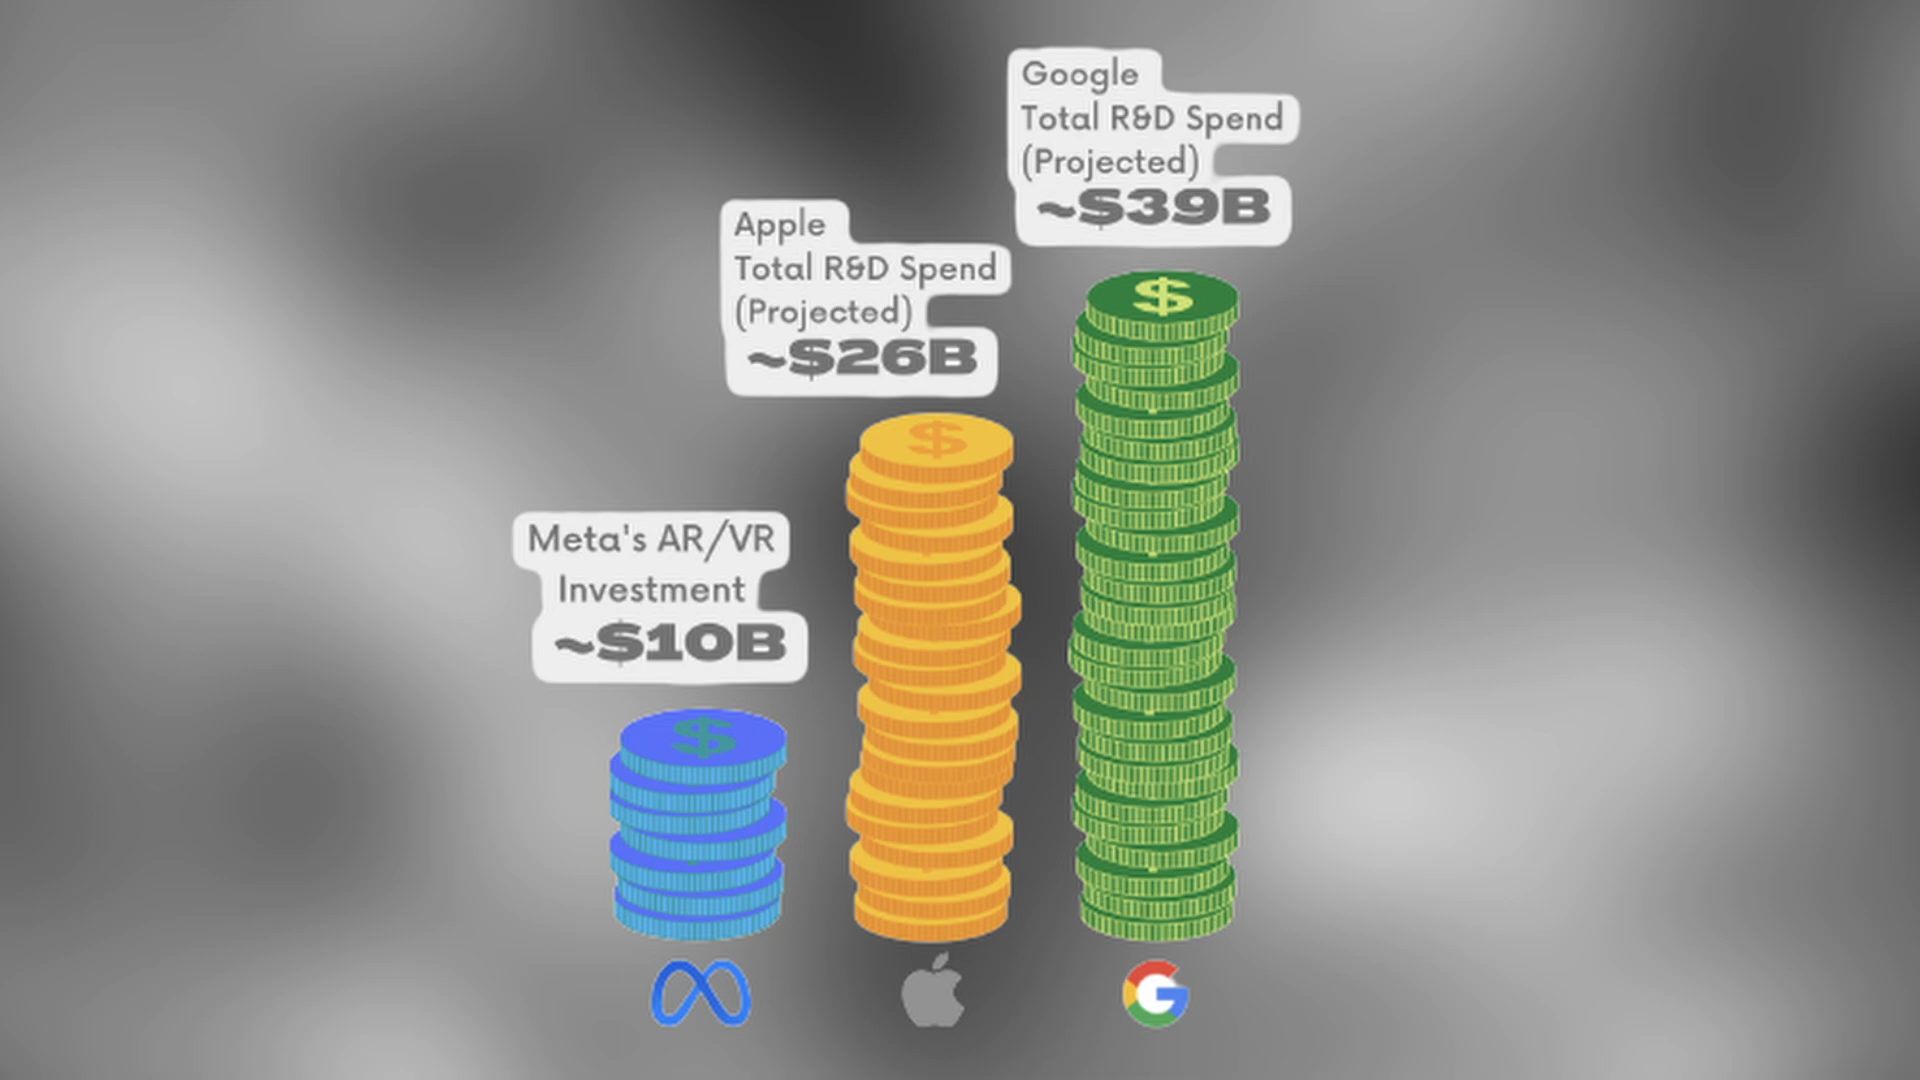 Google
Total R&D Spend
(Projected)
~$39B
Apple
Total R&D Spend
(Projected)
~$26B
Meta's AR/VR
Investment
~$10B
$
$
$